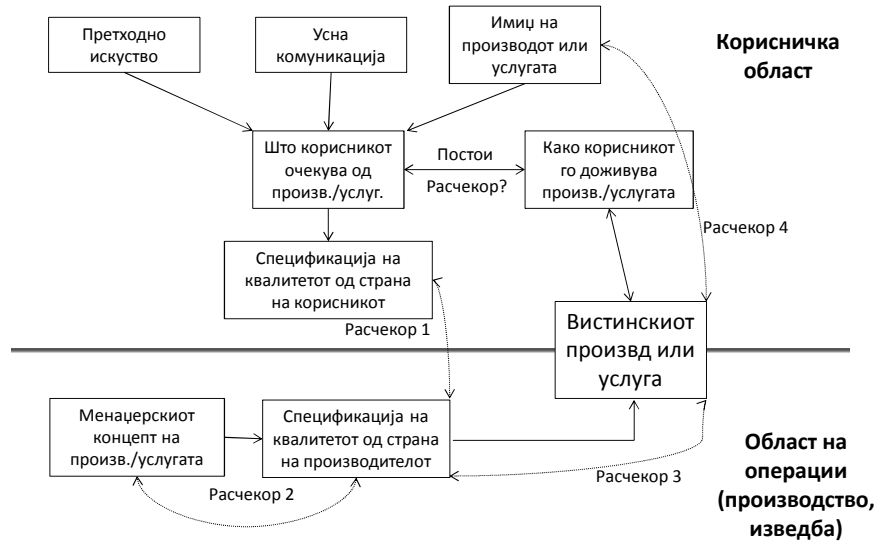 Претходно
искуство
Усна
комуникација
Имиџ на
производот или
услугата
Корисничка
област
Што корисникот
очекува од
произв./услуг.
Постои
Расчекор?
Како корисникот
го доживува
произв./услугата
Расчекор 4
Спецификација на
квалитетот од страна
на корисникот
Расчекор 1
Вистинскиот
произвд или
услуга
Менаџерскиот
концепт на
произв./услугата
Спецификација на
квалитетот од страна
на производителот
Расчекор 2
Расчекор 3
Област на
операции
(производство,
изведба)